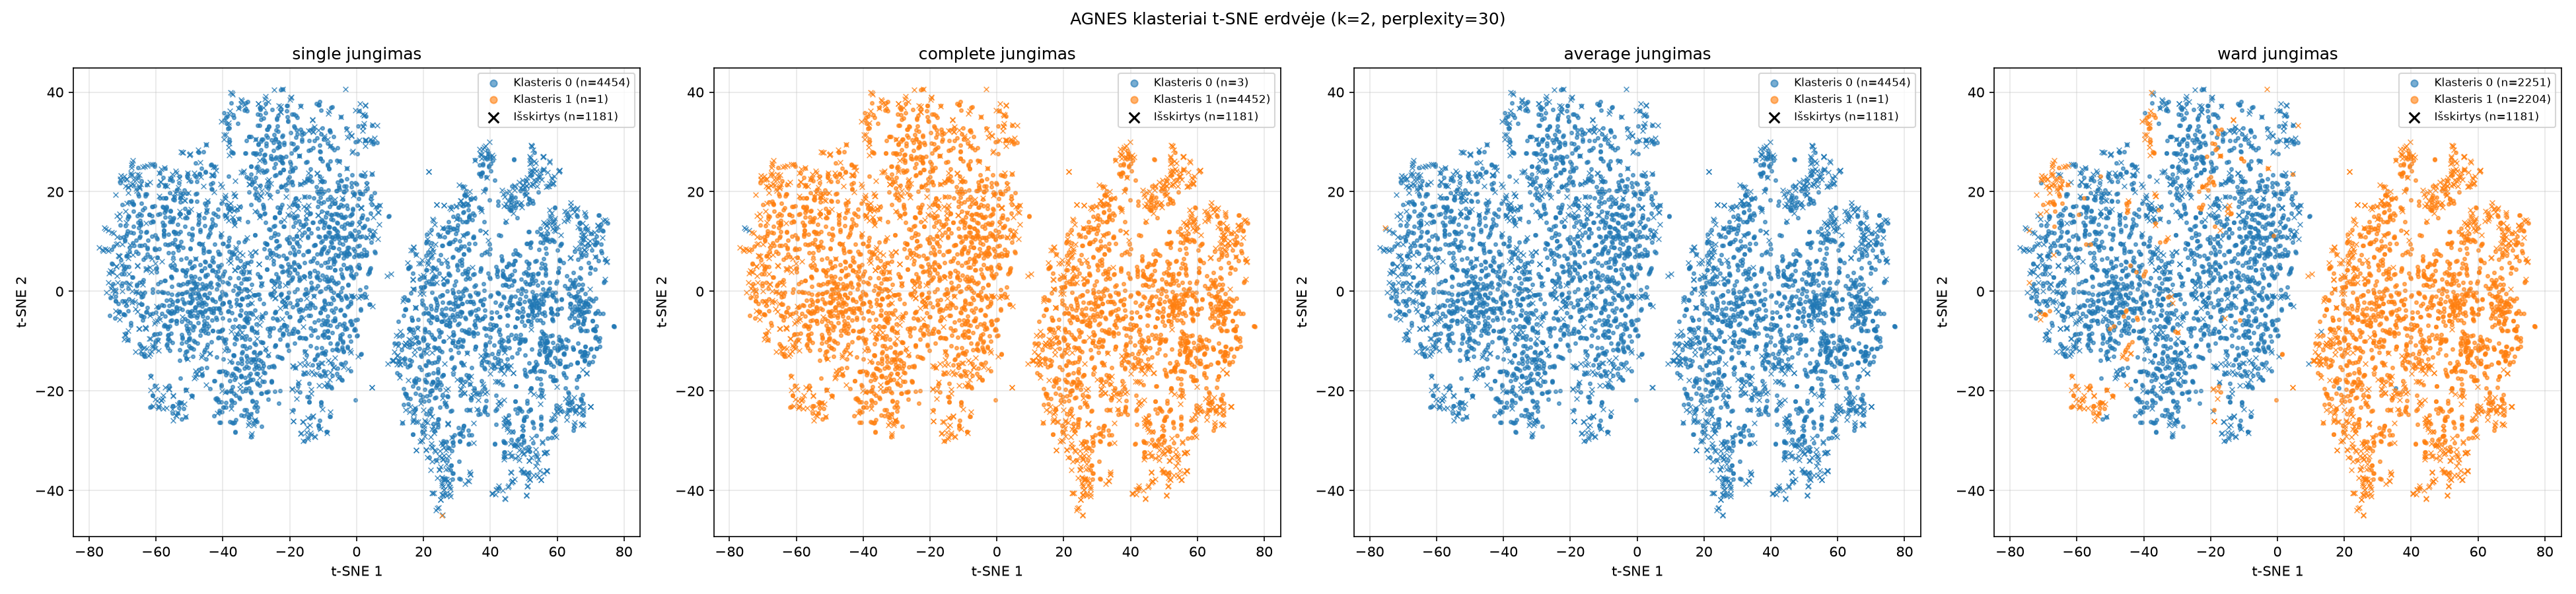 AGNES klasteriai t-SNE erdvėje (k=2, perplexity=30)
single jungimas
Klasteris 0 (n=4454)
Klasteris 1 (n=1)
Išskirtys (n=1181)
40
20
0
−20
−40
t-SNE 2
−80 −60 −40 −20 0 20 40 60 80
t-SNE 1
complete jungimas
Klasteris 0 (n=3)
Klasteris 1 (n=4452)
Išskirtys (n=1181)
40
20
0
−20
−40
t-SNE 2
−80 −60 −40 −20 0 20 40 60 80
t-SNE 1
average jungimas
Klasteris 0 (n=4454)
Klasteris 1 (n=1)
Išskirtys (n=1181)
40
20
0
−20
−40
t-SNE 2
−80 −60 −40 −20 0 20 40 60 80
t-SNE 1
ward jungimas
Klasteris 0 (n=2251)
Klasteris 1 (n=2204)
Išskirtys (n=1181)
40
20
0
−20
−40
t-SNE 2
−80 −60 −40 −20 0 20 40 60 80
t-SNE 1